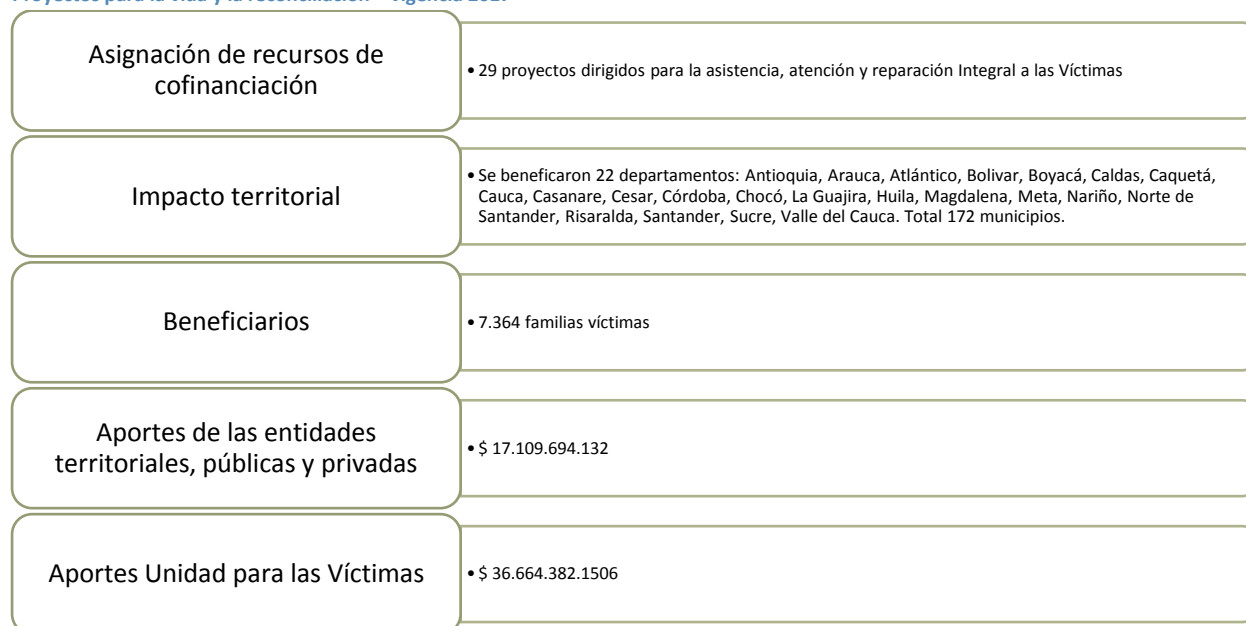 Asignación de recursos de
cofinanciación
• 29 proyectos dirigidos para la asistencia, atención y reparación Integral a las Víctimas
Impacto territorial
• Se beneficaron 22 departamentos: Antioquia, Arauca, Atlántico, Bolivar, Boyacá, Caldas, Caquetá,
Cauca, Casanare, Cesar, Córdoba, Chocó, La Guajira, Huila, Magdalena, Meta, Nariño, Norte de
Santander, Risaralda, Santander, Sucre, Valle del Cauca. Total 172 municipios.
Beneficiarios
• 7.364 familias víctimas
Aportes de las entidades
territoriales, públicas y privadas
• $ 17.109.694.132
Aportes Unidad para las Víctimas
• $ 36.664.382.1506